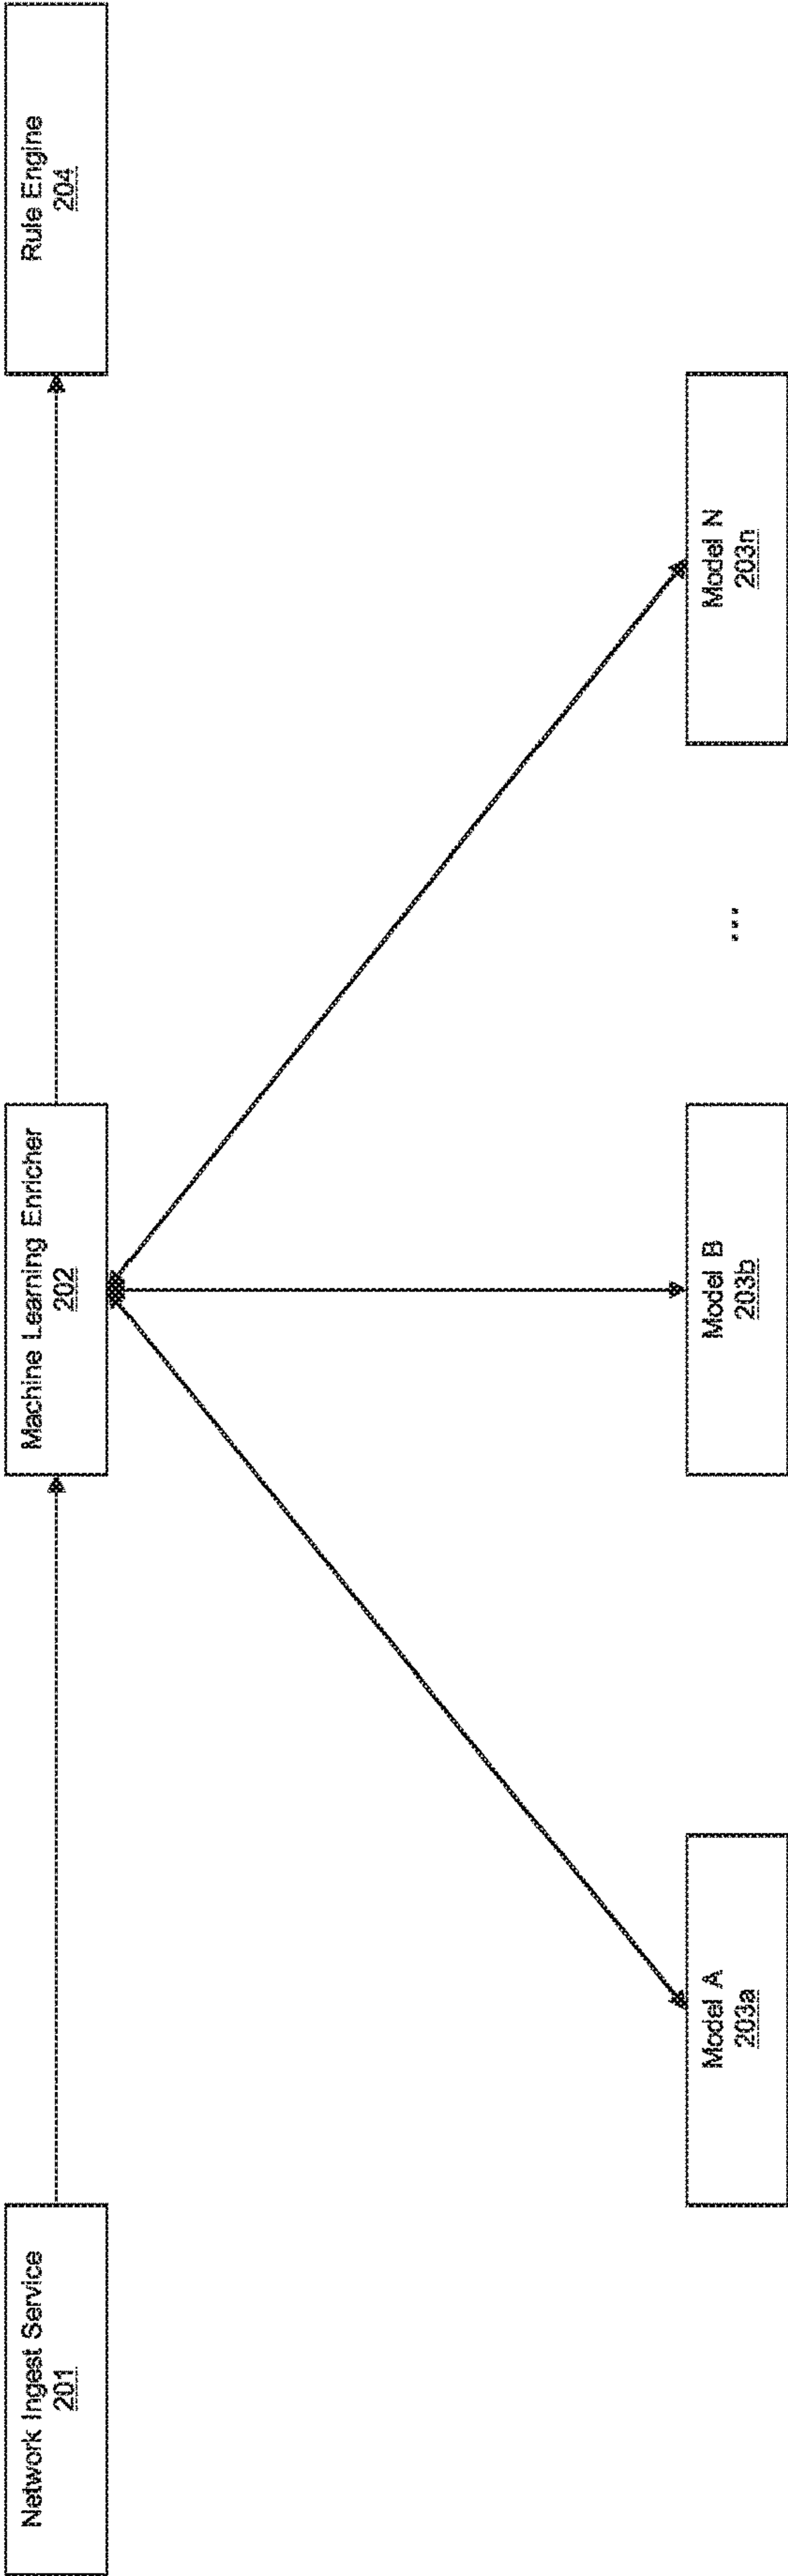 Network Ingest Service
201
Machine Learning Enricher
202
Rule Engine
204
Model A
203a
Model B
203b
...
Model N
203n